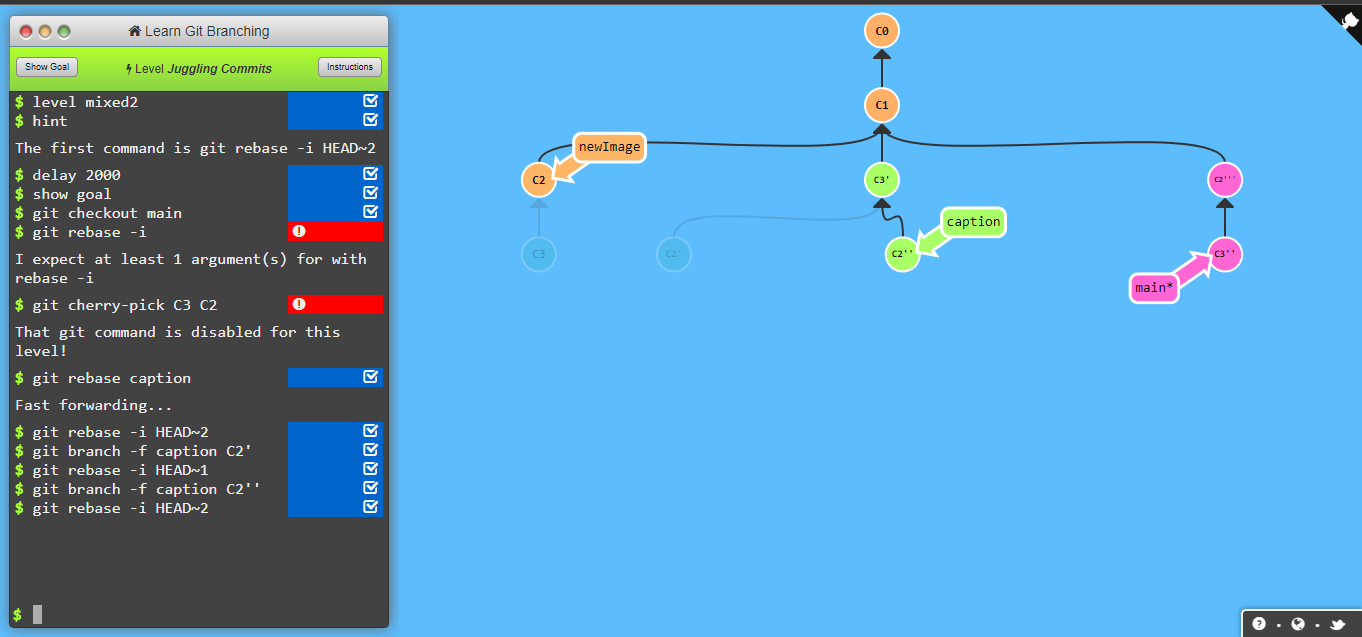 Learn Git Branching
Show Goal
Level Juggling Commits
Instructions
$ level mixed2
$ hint
The first command is git rebase -i HEAD~2
$ delay 2000
$ show goal
$ git checkout main
$ git rebase -i
I expect at least 1 argument(s) for with
rebase -i
$ git cherry-pick C3 C2
That git command is disabled for this
level!
$ git rebase caption
Fast forwarding...
$ git rebase -i HEAD~2
$ git branch -f caption C2'
$ git rebase -i HEAD~1
$ git branch -f caption C2''
$ git rebase -i HEAD~2
$
C0
C1
newImage
C2
C3'
C2'''
caption
C3
C2'
C2''
C3''
main*